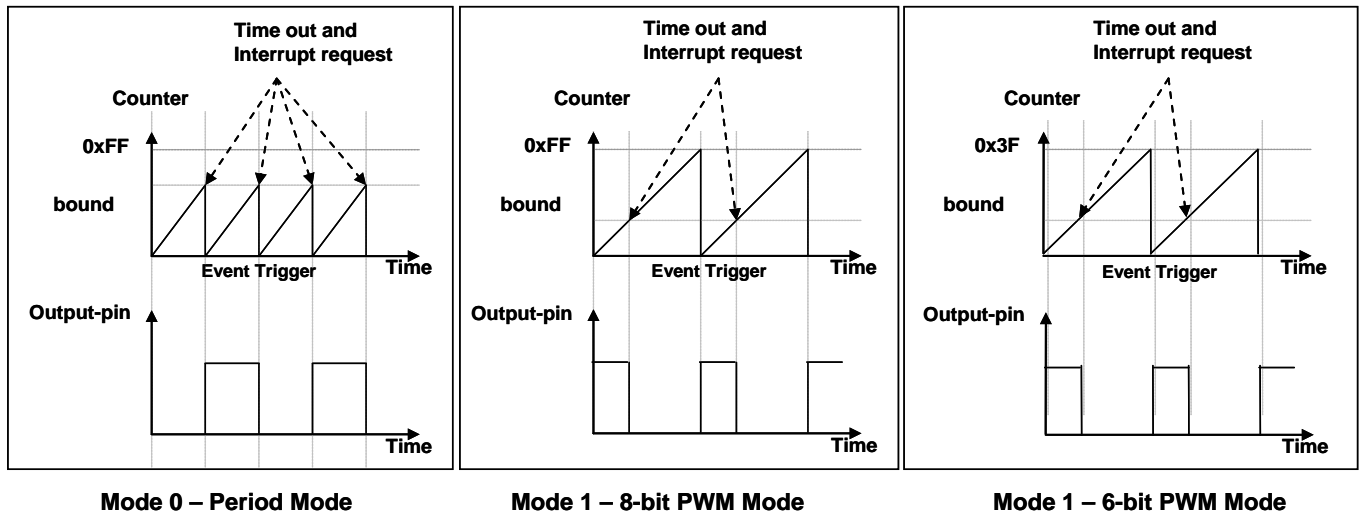 Time out and
Interrupt request
Counter
0xFF
bound
Event Trigger
Time
Output-pin
Time
Mode 0 – Period Mode
Time out and
Interrupt request
Counter
0xFF
bound
Event Trigger
Time
Output-pin
Time
Mode 1 – 8-bit PWM Mode
Time out and
Interrupt request
Counter
0x3F
bound
Event Trigger
Time
Output-pin
Time
Mode 1 – 6-bit PWM Mode